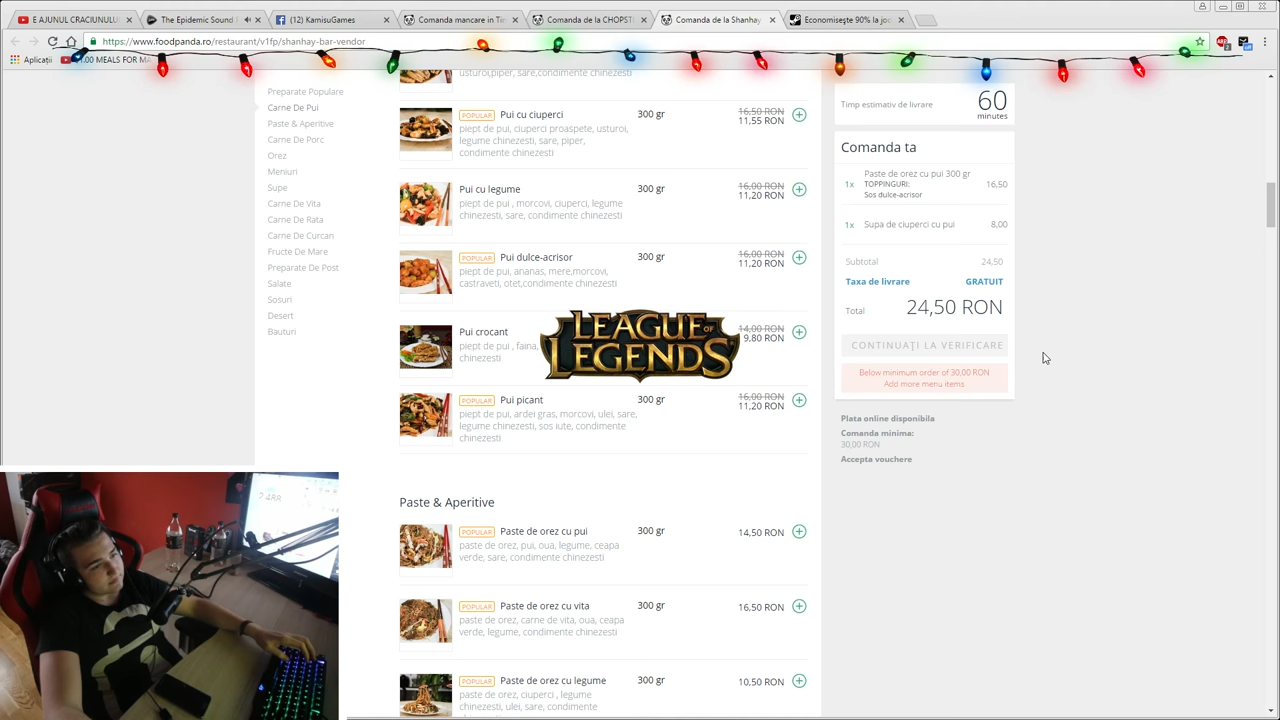 E AJUNUL CRACIUNULUI
The Epidemic Sound
(12) KamisuGames
Comanda mancare in Tim
Comanda de la CHOPSTI
Comanda de la Shanhay
Economiseşte 90% la joc
https://www.foodpanda.ro/restaurant/v1fp/shanhay-bar-vendor
Aplicații
Preparate Populare
Carne De Pui
Paste & Aperitive
Carne De Porc
Orez
Meniuri
Supe
Carne De Vita
Carne De Rata
Carne De Curcan
Fructe De Mare
Preparate De Post
Salate
Sosuri
Desert
Bauturi
usturoi,piper, sare,condimente chinezesti
POPULAR Pui cu ciuperci 300 gr 16,50 RON
11,55 RON
piept de pui, ciuperci proaspete, usturoi,
legume chinezesti, sare, piper,
condimente chinezesti
Pui cu legume 300 gr 16,00 RON
11,20 RON
piept de pui , morcovi, ciuperci, legume
chinezesti, sare, condimente chinezesti
POPULAR Pui dulce-acrisor 300 gr 16,00 RON
11,20 RON
piept de pui, ananas, mere,morcovi,
castraveti, otet,condimente chinezesti
Pui crocant 14,00 RON
9,80 RON
piept de pui , faina,
chinezesti
LEAGUE OF
LEGENDS
POPULAR Pui picant 300 gr 16,00 RON
11,20 RON
piept de pui, ardei gras, morcovi, ulei, sare,
legume chinezesti, sos iute, condimente
chinezesti
Paste & Aperitive
POPULAR Paste de orez cu pui 300 gr 14,50 RON
paste de orez, pui, oua, legume, ceapa
verde, sare, condimente chinezesti
POPULAR Paste de orez cu vita 300 gr 16,50 RON
paste de orez, carne de vita, oua, ceapa
verde, legume, condimente chinezesti
POPULAR Paste de orez cu legume 300 gr 10,50 RON
paste de orez, ciuperci , legume
chinezesti, ulei, sare, condimente
chinezesti
Timp estimativ de livrare 60
minutes
Comanda ta
1x Paste de orez cu pui 300 gr 16,50
TOPPINGURI:
Sos dulce-acrisor
1x Supa de ciuperci cu pui 8,00
Subtotal 24,50
Taxa de livrare GRATUIT
Total 24,50 RON
CONTINUAŢI LA VERIFICARE
Below minimum order of 30,00 RON
Add more menu items
Plata online disponibila
Comanda minima:
30,00 RON
Accepta vouchere